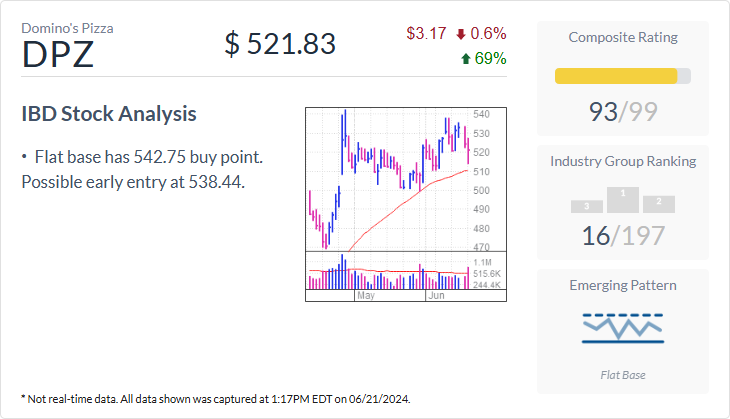 Domino's Pizza
DPZ
$ 521.83
$3.17 0.6%
69%
IBD Stock Analysis
• Flat base has 542.75 buy point.
Possible early entry at 538.44.
540
530
520
510
500
490
480
470
1.1M
515.6K
244.4K
May
Jun
Composite Rating
93/99
Industry Group Ranking
3
1
2
16/197
Emerging Pattern
Flat Base
* Not real-time data. All data shown was captured at 1:17PM EDT on 06/21/2024.